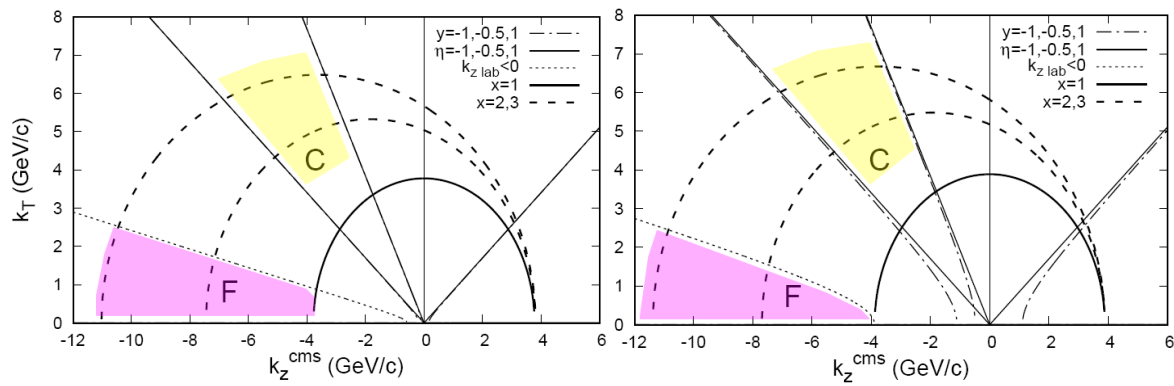 8
7
6
5
4
3
2
1
0
k_T (GeV/c)
y=-1,-0.5,1
η=-1,-0.5,1
k_{z lab}<0
x=1
x=2,3
C
F
-12 -10 -8 -6 -4 -2 0 2 4 6
k_z^{cms} (GeV/c)
8
7
6
5
4
3
2
1
0
y=-1,-0.5,1
η=-1,-0.5,1
k_{z lab}<0
x=1
x=2,3
C
F
-12 -10 -8 -6 -4 -2 0 2 4 6
k_z^{cms} (GeV/c)